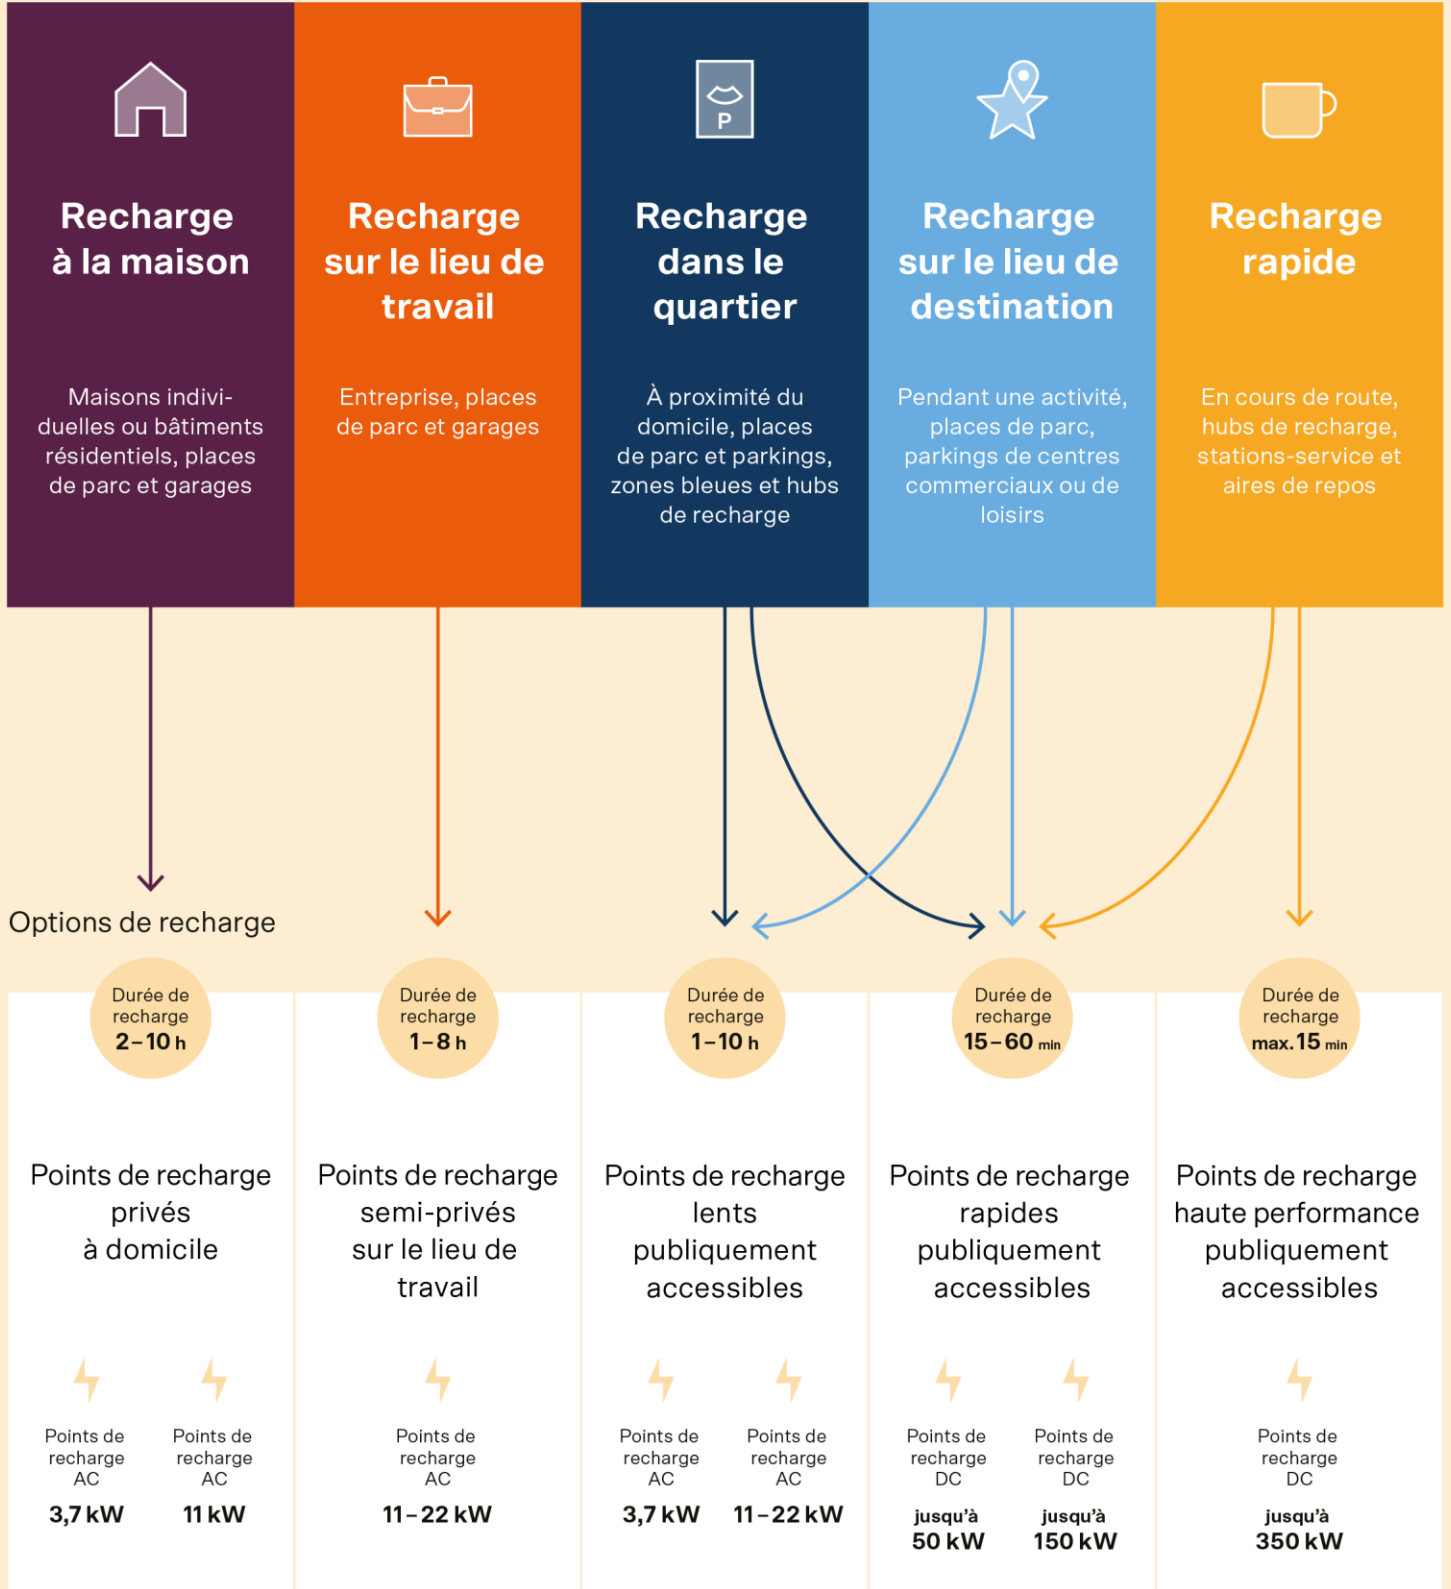 P
Recharge
à la maison
Maisons indivi-
duelles ou bâtiments
résidentiels, places
de parc et garages
Recharge
sur le lieu de
travail
Entreprise, places
de parc et garages
Recharge
dans le
quartier
À proximité du
domicile, places
de parc et parkings,
zones bleues et hubs
de recharge
Recharge
sur le lieu de
destination
Pendant une activité,
places de parc,
parkings de centres
commerciaux ou de
loisirs
Recharge
rapide
En cours de route,
hubs de recharge,
stations-service et
aires de repos
Options de recharge
Durée de
recharge
2–10 h
Points de recharge
privés
à domicile
Points de
recharge
AC
3,7 kW
Points de
recharge
AC
11 kW
Durée de
recharge
1–8 h
Points de recharge
semi-privés
sur le lieu de
travail
Points de
recharge
AC
11–22 kW
Durée de
recharge
1–10 h
Points de recharge
lents
publiquement
accessibles
Points de
recharge
AC
3,7 kW
Points de
recharge
AC
11–22 kW
Durée de
recharge
15–60 min
Points de recharge
rapides
publiquement
accessibles
Points de
recharge
DC
jusqu’à
50 kW
Points de
recharge
DC
jusqu’à
150 kW
Durée de
recharge
max. 15 min
Points de recharge
haute performance
publiquement
accessibles
Points de
recharge
DC
jusqu’à
350 kW